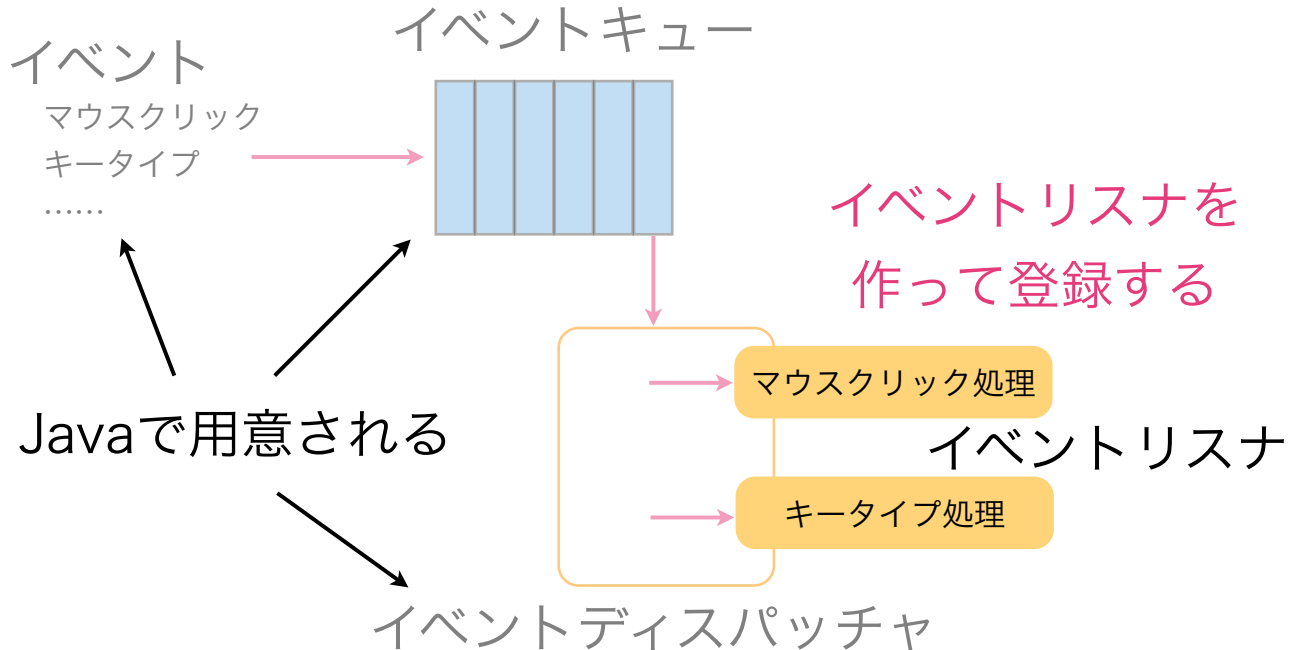 イベントキュー
イベント
マウスクリック
キータイプ
……
イベントリスナを
作って登録する
マウスクリック処理
Javaで用意される
イベントリスナ
キータイプ処理
イベントディスパッチャ